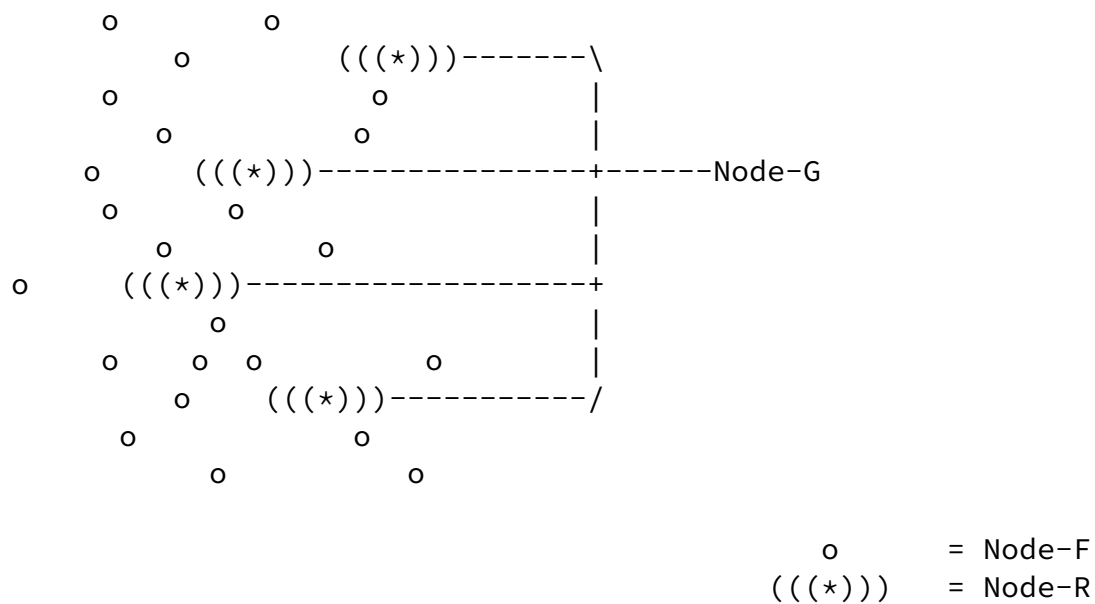 o        o
         o        (((*)))-------\
     o              o           |
        o          o            |
    o     (((*)))---------------+------Node-G
     o      o                   |
        o        o              |
o     (((*)))-------------------+
           o                    |
     o    o  o         o        |
         o    (((*)))-----------/
      o            o
           o          o
                                             o      = Node-F
                                          (((*)))   = Node-R